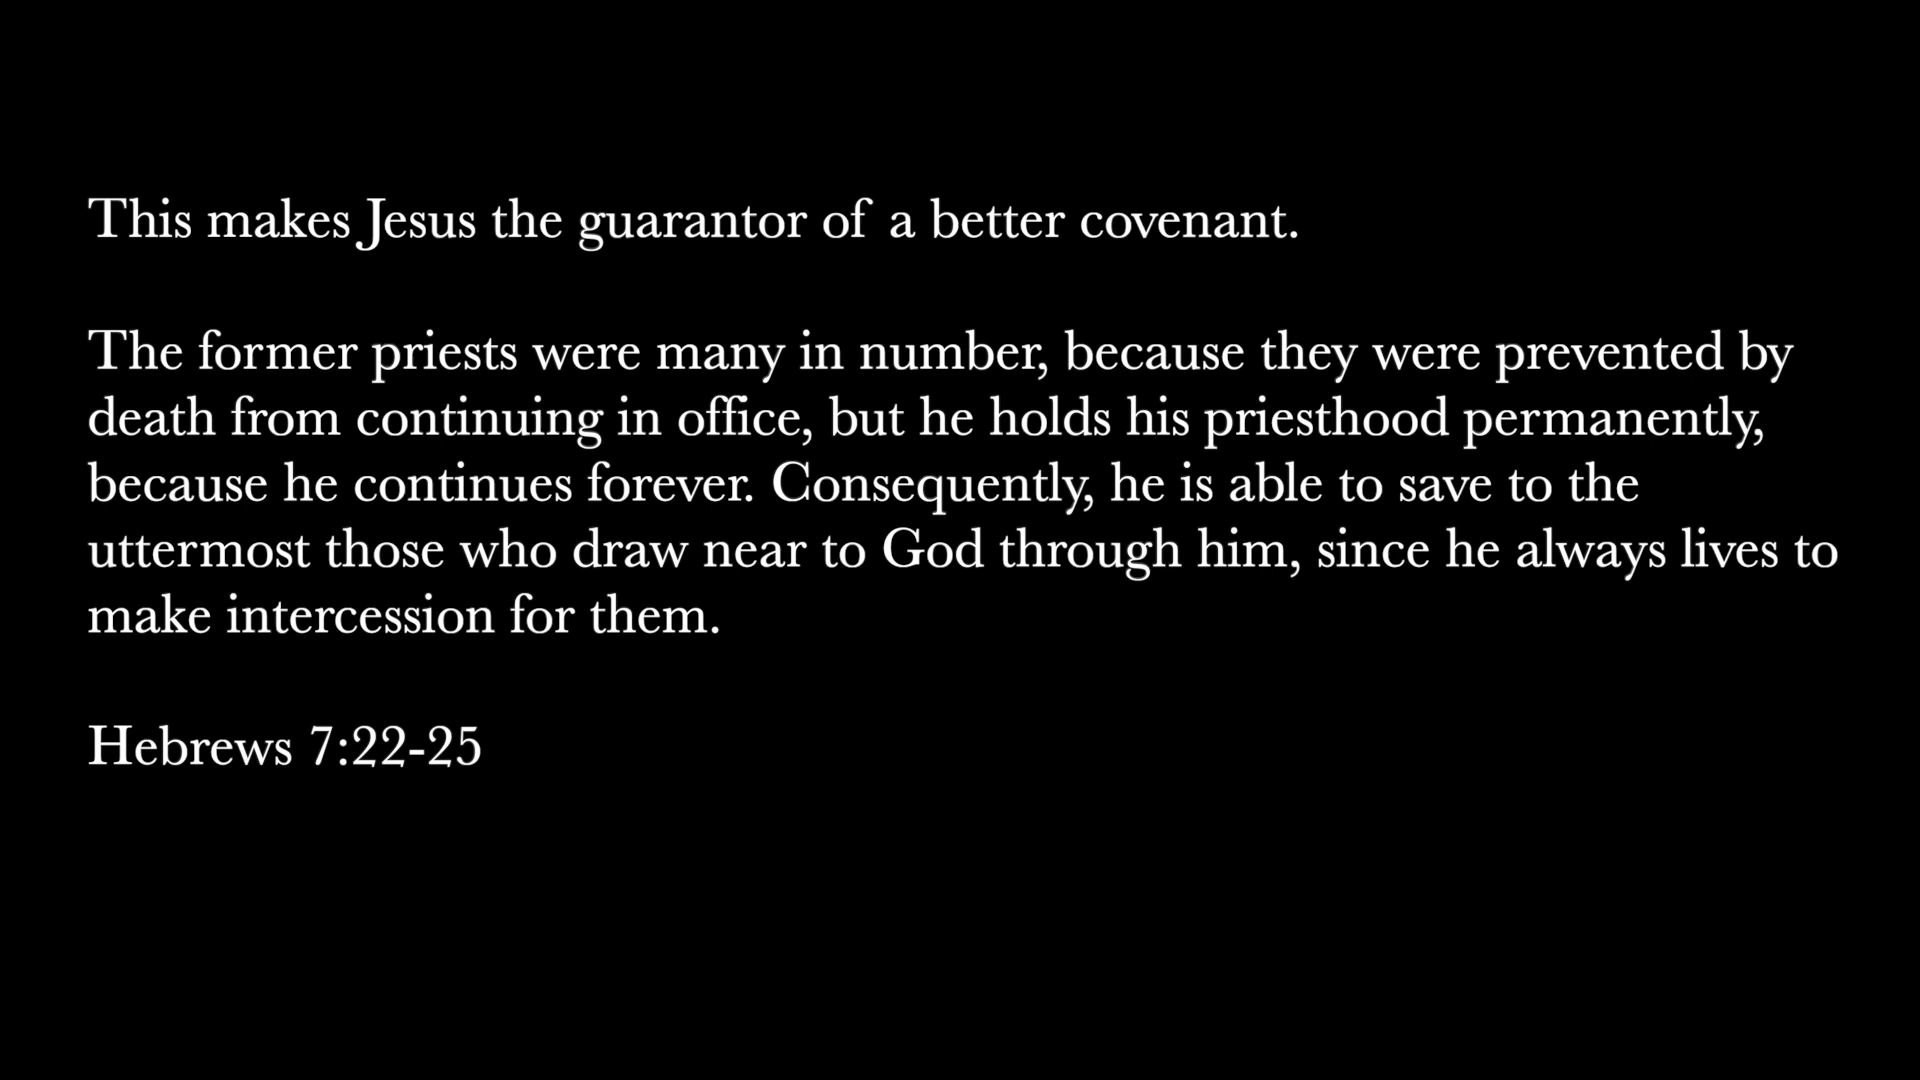 This makes Jesus the guarantor of a better covenant.
The former priests were many in number, because they were prevented by
death from continuing in office, but he holds his priesthood permanently,
because he continues forever. Consequently, he is able to save to the
uttermost those who draw near to God through him, since he always lives to
make intercession for them.
Hebrews 7:22-25